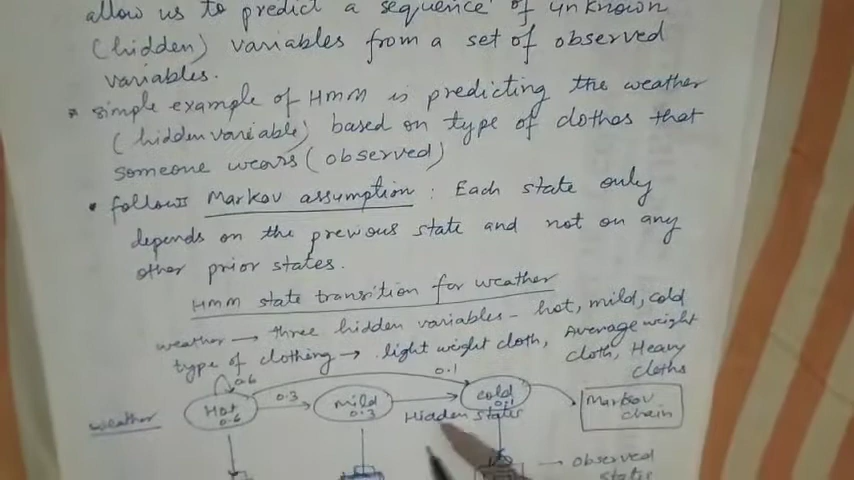 allow us to predict a sequence of unknown
(hidden) variables from a set of observed
variables.
* simple example of HMM is predicting the weather
(hidden variable) based on type of clothes that
someone wears (observed)
• follows Markov assumption : Each state only
depends on the previous state and not on any
other prior states.
HMM state transition for weather
weather → three hidden variables - hot, mild, cold
type of clothing → light weight cloth, Average weight
cloth, Heavy
cloths
0.6
0.3
0.1
weather
Hot
0.6
mild
0.3
cold
0.1
Markov
chain
Hidden states
→ observed
states